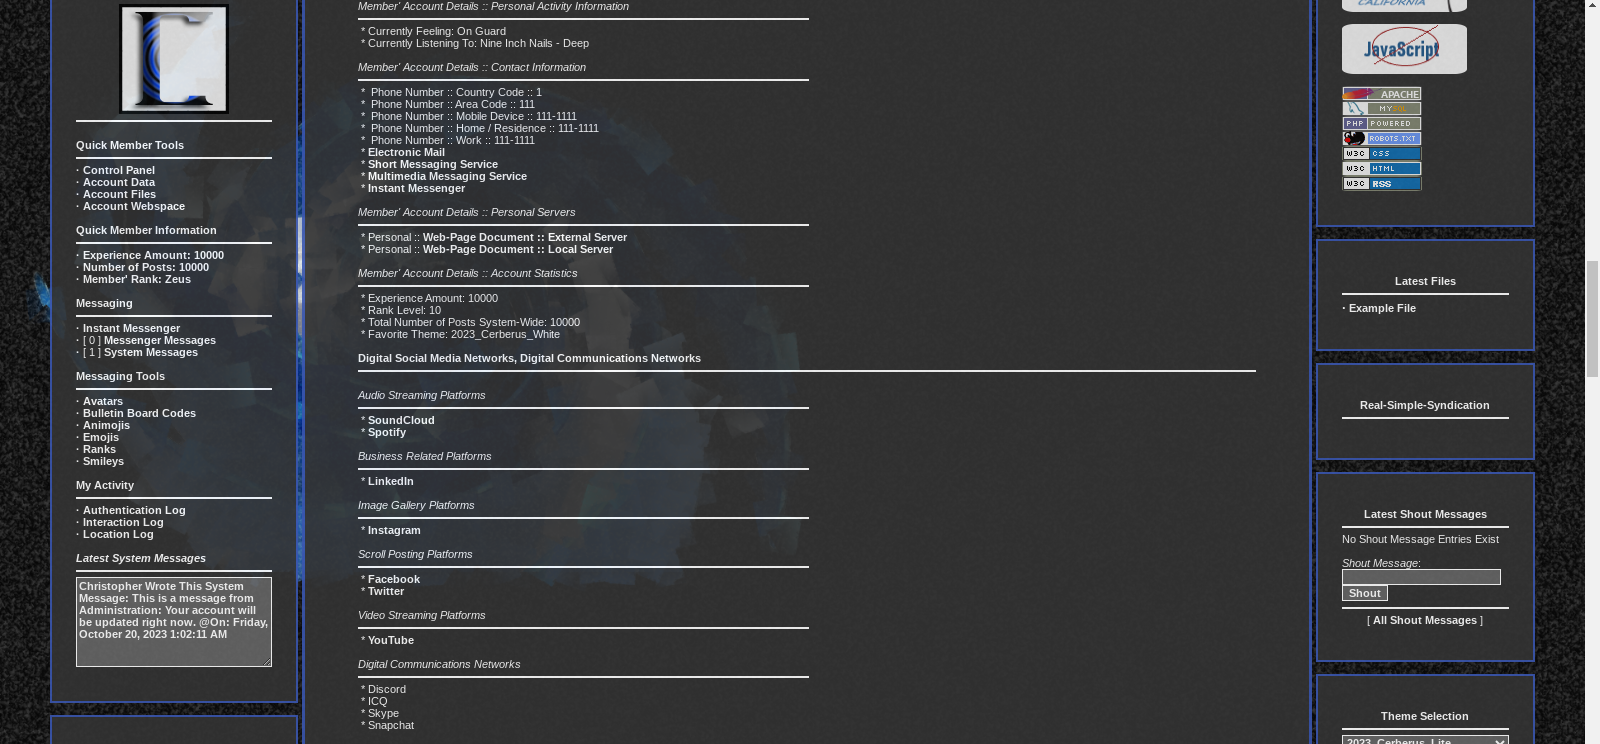 Quick Member Tools
· Control Panel
· Account Data
· Account Files
· Account Webspace
Quick Member Information
· Experience Amount: 10000
· Number of Posts: 10000
· Member' Rank: Zeus
Messaging
· Instant Messenger
· [ 0 ] Messenger Messages
· [ 1 ] System Messages
Messaging Tools
· Avatars
· Bulletin Board Codes
· Animojis
· Emojis
· Ranks
· Smileys
My Activity
· Authentication Log
· Interaction Log
· Location Log
Latest System Messages
Christopher Wrote This System
Message: This is a message from
Administration: Your account will
be updated right now. @On: Friday,
October 20, 2023 1:02:11 AM
Member' Account Details :: Personal Activity Information
* Currently Feeling: On Guard
* Currently Listening To: Nine Inch Nails - Deep
Member' Account Details :: Contact Information
* Phone Number :: Country Code :: 1
* Phone Number :: Area Code :: 111
* Phone Number :: Mobile Device :: 111-1111
* Phone Number :: Home / Residence :: 111-1111
* Phone Number :: Work :: 111-1111
* Electronic Mail
* Short Messaging Service
* Multimedia Messaging Service
* Instant Messenger
Member' Account Details :: Personal Servers
* Personal :: Web-Page Document :: External Server
* Personal :: Web-Page Document :: Local Server
Member' Account Details :: Account Statistics
* Experience Amount: 10000
* Rank Level: 10
* Total Number of Posts System-Wide: 10000
* Favorite Theme: 2023_Cerberus_White
Digital Social Media Networks, Digital Communications Networks
Audio Streaming Platforms
* SoundCloud
* Spotify
Business Related Platforms
* LinkedIn
Image Gallery Platforms
* Instagram
Scroll Posting Platforms
* Facebook
* Twitter
Video Streaming Platforms
* YouTube
Digital Communications Networks
* Discord
* ICQ
* Skype
* Snapchat
CALIFORNIA
JavaScript
APACHE
MYSQL
PHP POWERED
ROBOTS.TXT
W3C CSS
W3C HTML
W3C RSS
Latest Files
· Example File
Real-Simple-Syndication
Latest Shout Messages
No Shout Message Entries Exist
Shout Message:
Shout
[ All Shout Messages ]
Theme Selection
2023_Cerberus_Lite